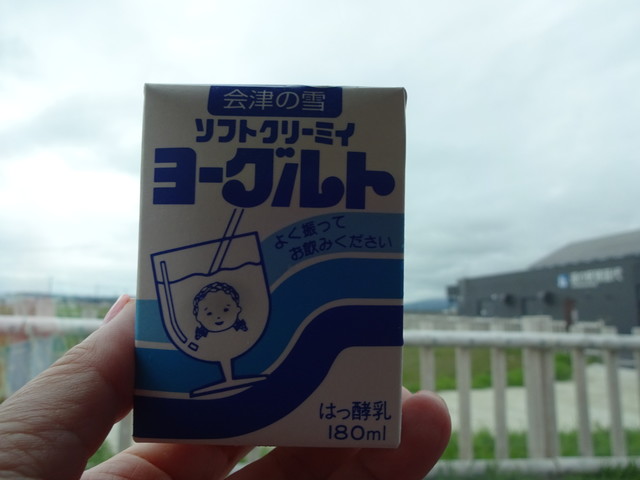 会津の雪
ソフトクリーミィ
ヨーグルト
よく振って
お飲みください
はっ酵乳
180ml